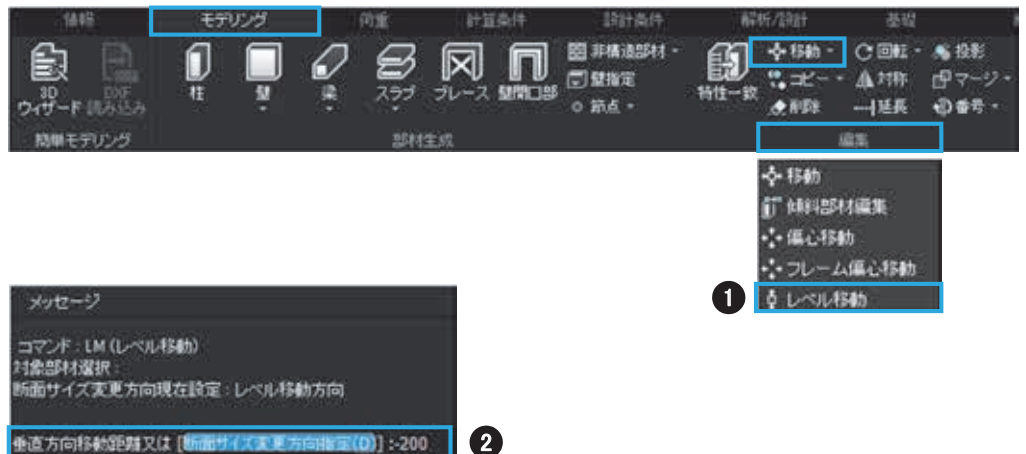 情報 モデリング 荷重 計算条件 設計条件 解析/設計 基礎
3D ウィザード
DXF 読み込み
柱
壁
梁
スラブ
ブレース
壁開口部
非構造部材
壁指定
節点
特性一致
移動
コピー
削除
回転
対称
延長
投影
マージ
番号
簡単モデリング 部材生成 編集
移動
傾斜部材編集
偏心移動
フレーム偏心移動
❶ レベル移動
メッセージ
コマンド : LM (レベル移動)
対象部材選択 :
断面サイズ変更方向現在設定 : レベル移動方向
垂直方向移動距離又は [断面サイズ変更方向指定(D)] :-200 ❷